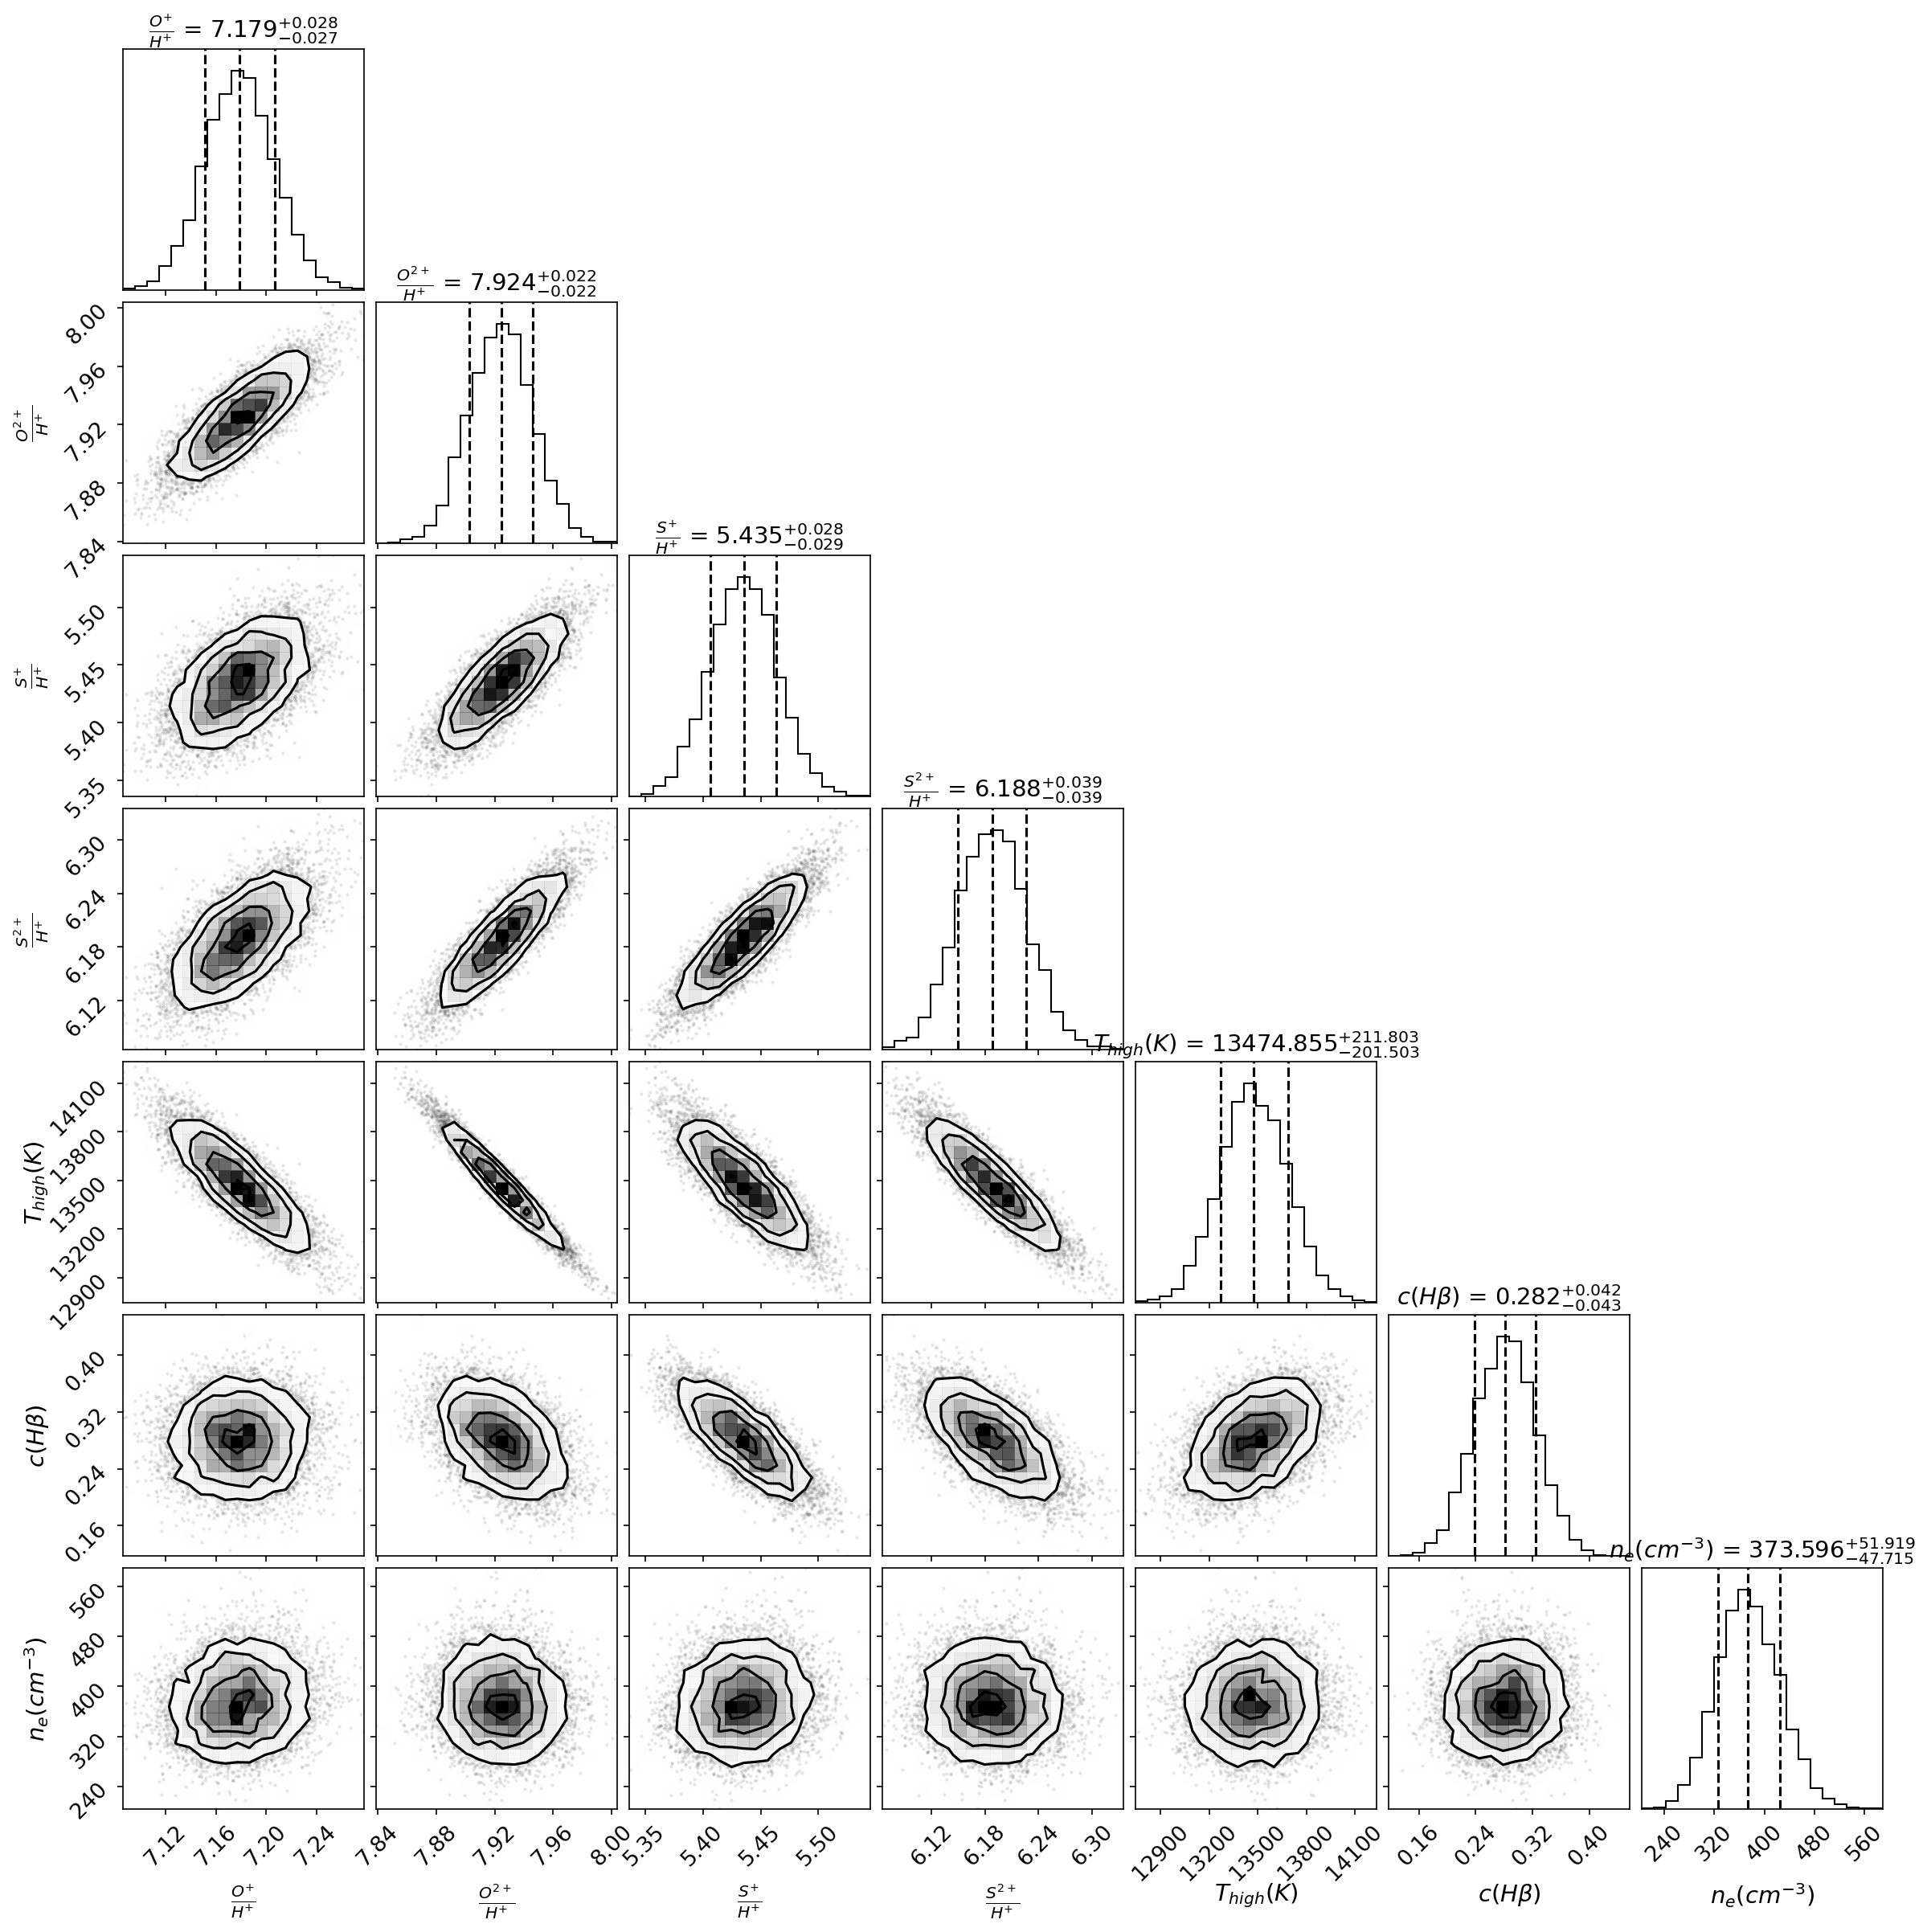 O⁺/H⁺ = 7.179 +0.028 −0.027
O²⁺/H⁺ = 7.924 +0.022 −0.022
8.00
7.96
7.92
7.88
7.84
O²⁺/H⁺
S⁺/H⁺ = 5.435 +0.028 −0.029
5.50
5.45
5.40
5.35
S⁺/H⁺
S²⁺/H⁺ = 6.188 +0.039 −0.039
6.30
6.24
6.18
6.12
S²⁺/H⁺
T_high(K) = 13474.855 +211.803 −201.503
14100
13800
13500
13200
12900
T_high(K)
c(Hβ) = 0.282 +0.042 −0.043
0.40
0.32
0.24
0.16
c(Hβ)
n_e(cm⁻³) = 373.596 +51.919 −47.715
560
480
400
320
240
n_e(cm⁻³)
7.12 7.16 7.20 7.24 7.84 7.88 7.92 7.96 8.00 5.35 5.40 5.45 5.50 6.12 6.18 6.24 6.30 12900 13200 13500 13800 14100 0.16 0.24 0.32 0.40 240 320 400 480 560
O⁺/H⁺ O²⁺/H⁺ S⁺/H⁺ S²⁺/H⁺ T_high(K) c(Hβ) n_e(cm⁻³)